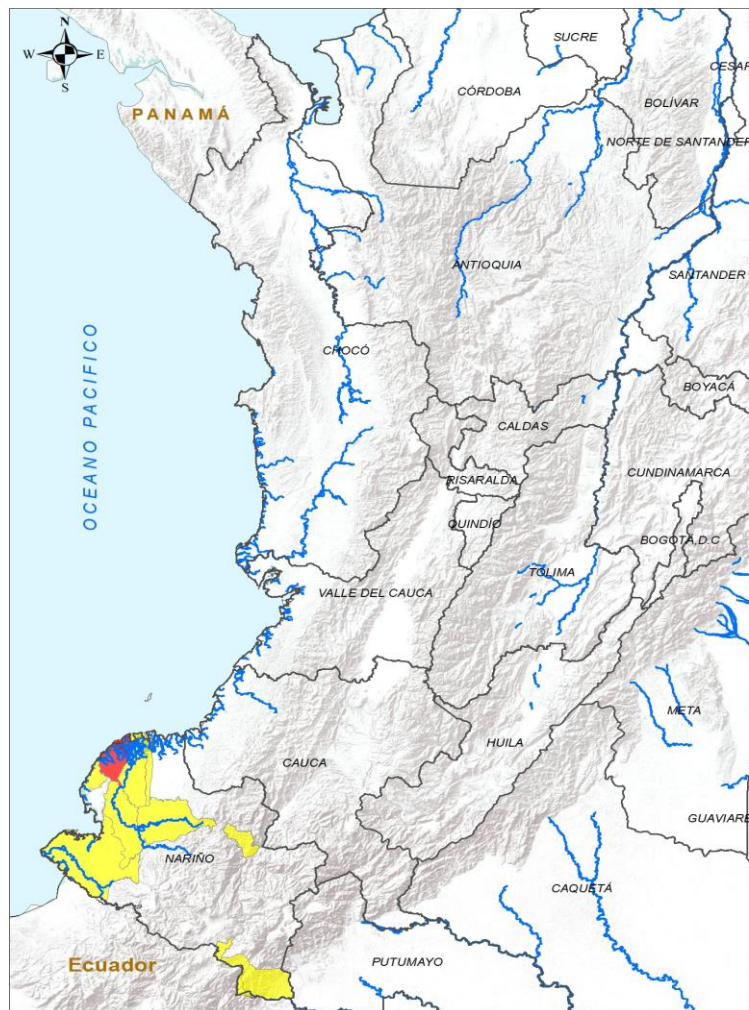 N
W E
S
PANAMÁ
SUCRE
CÓRDOBA
CESAR
BOLÍVAR
NORTE DE SANTANDER
ANTIOQUIA
SANTANDER
OCEANO PACIFICO
CHOCÓ
BOYACÁ
CALDAS
CUNDINAMARCA
RISARALDA
QUINDÍO
BOGOTÁ,D.C
TOLIMA
VALLE DEL CAUCA
META
HUILA
CAUCA
GUAVIARE
NARIÑO
CAQUETÁ
Ecuador
PUTUMAYO